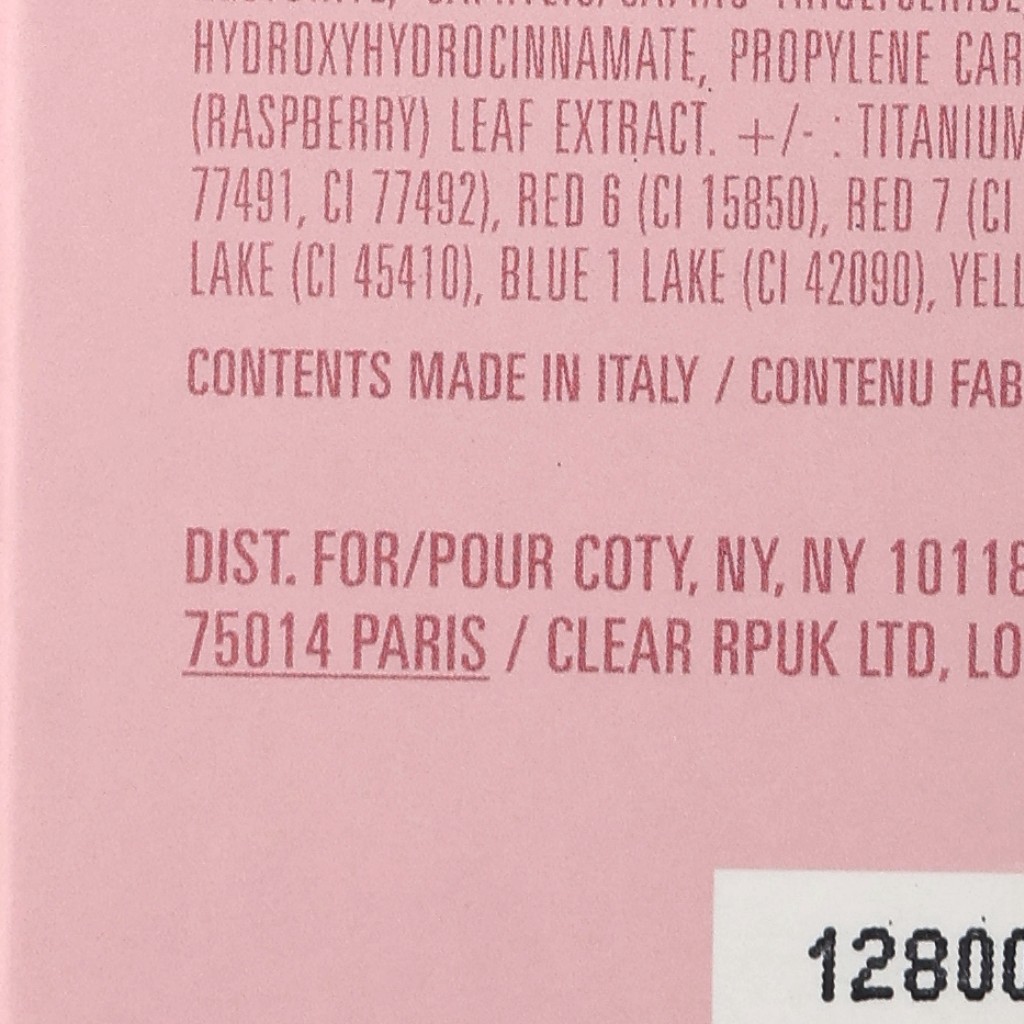 HYDROXYHYDROCINNAMATE, PROPYLENE CAR
(RASPBERRY) LEAF EXTRACT. +/- : TITANIUM
77491, CI 77492), RED 6 (CI 15850), RED 7 (CI
LAKE (CI 45410), BLUE 1 LAKE (CI 42090), YELL
CONTENTS MADE IN ITALY / CONTENU FAB
DIST. FOR/POUR COTY, NY, NY 10118
75014 PARIS / CLEAR RPUK LTD, LO
12800